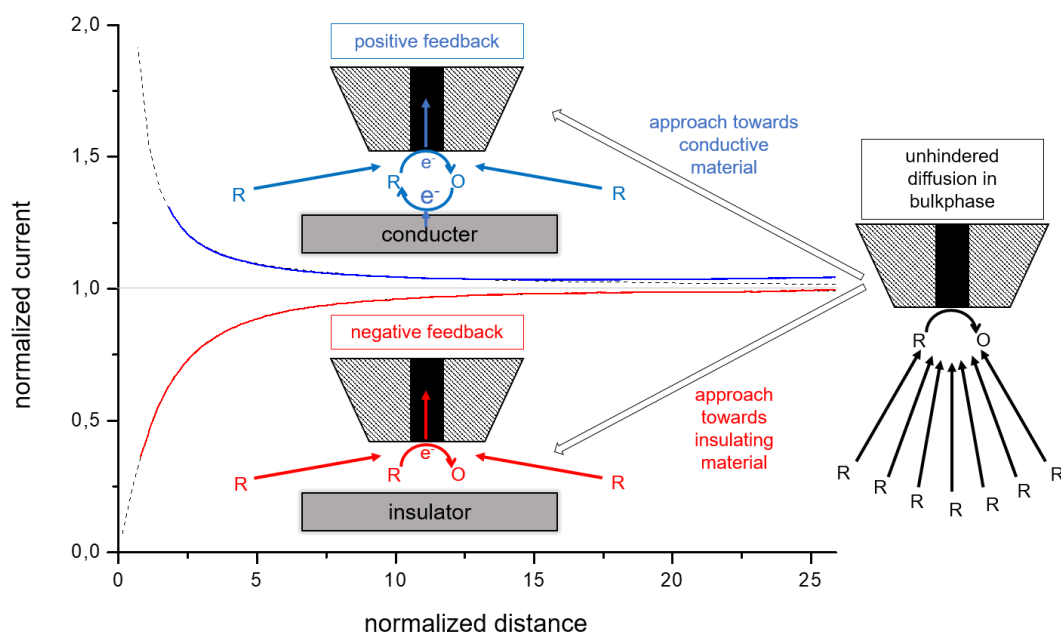 2,0
1,5
1,0
0,5
0,0
normalized current
0
5
10
15
20
25
normalized distance
positive feedback
e-
R
O
e-
R
R
conducter
approach towards
conductive
material
unhindered
diffusion in
bulkphase
R
O
R
R
R
R
R
R
R
negative feedback
e-
R
O
R
R
insulator
approach
towards
insulating
material